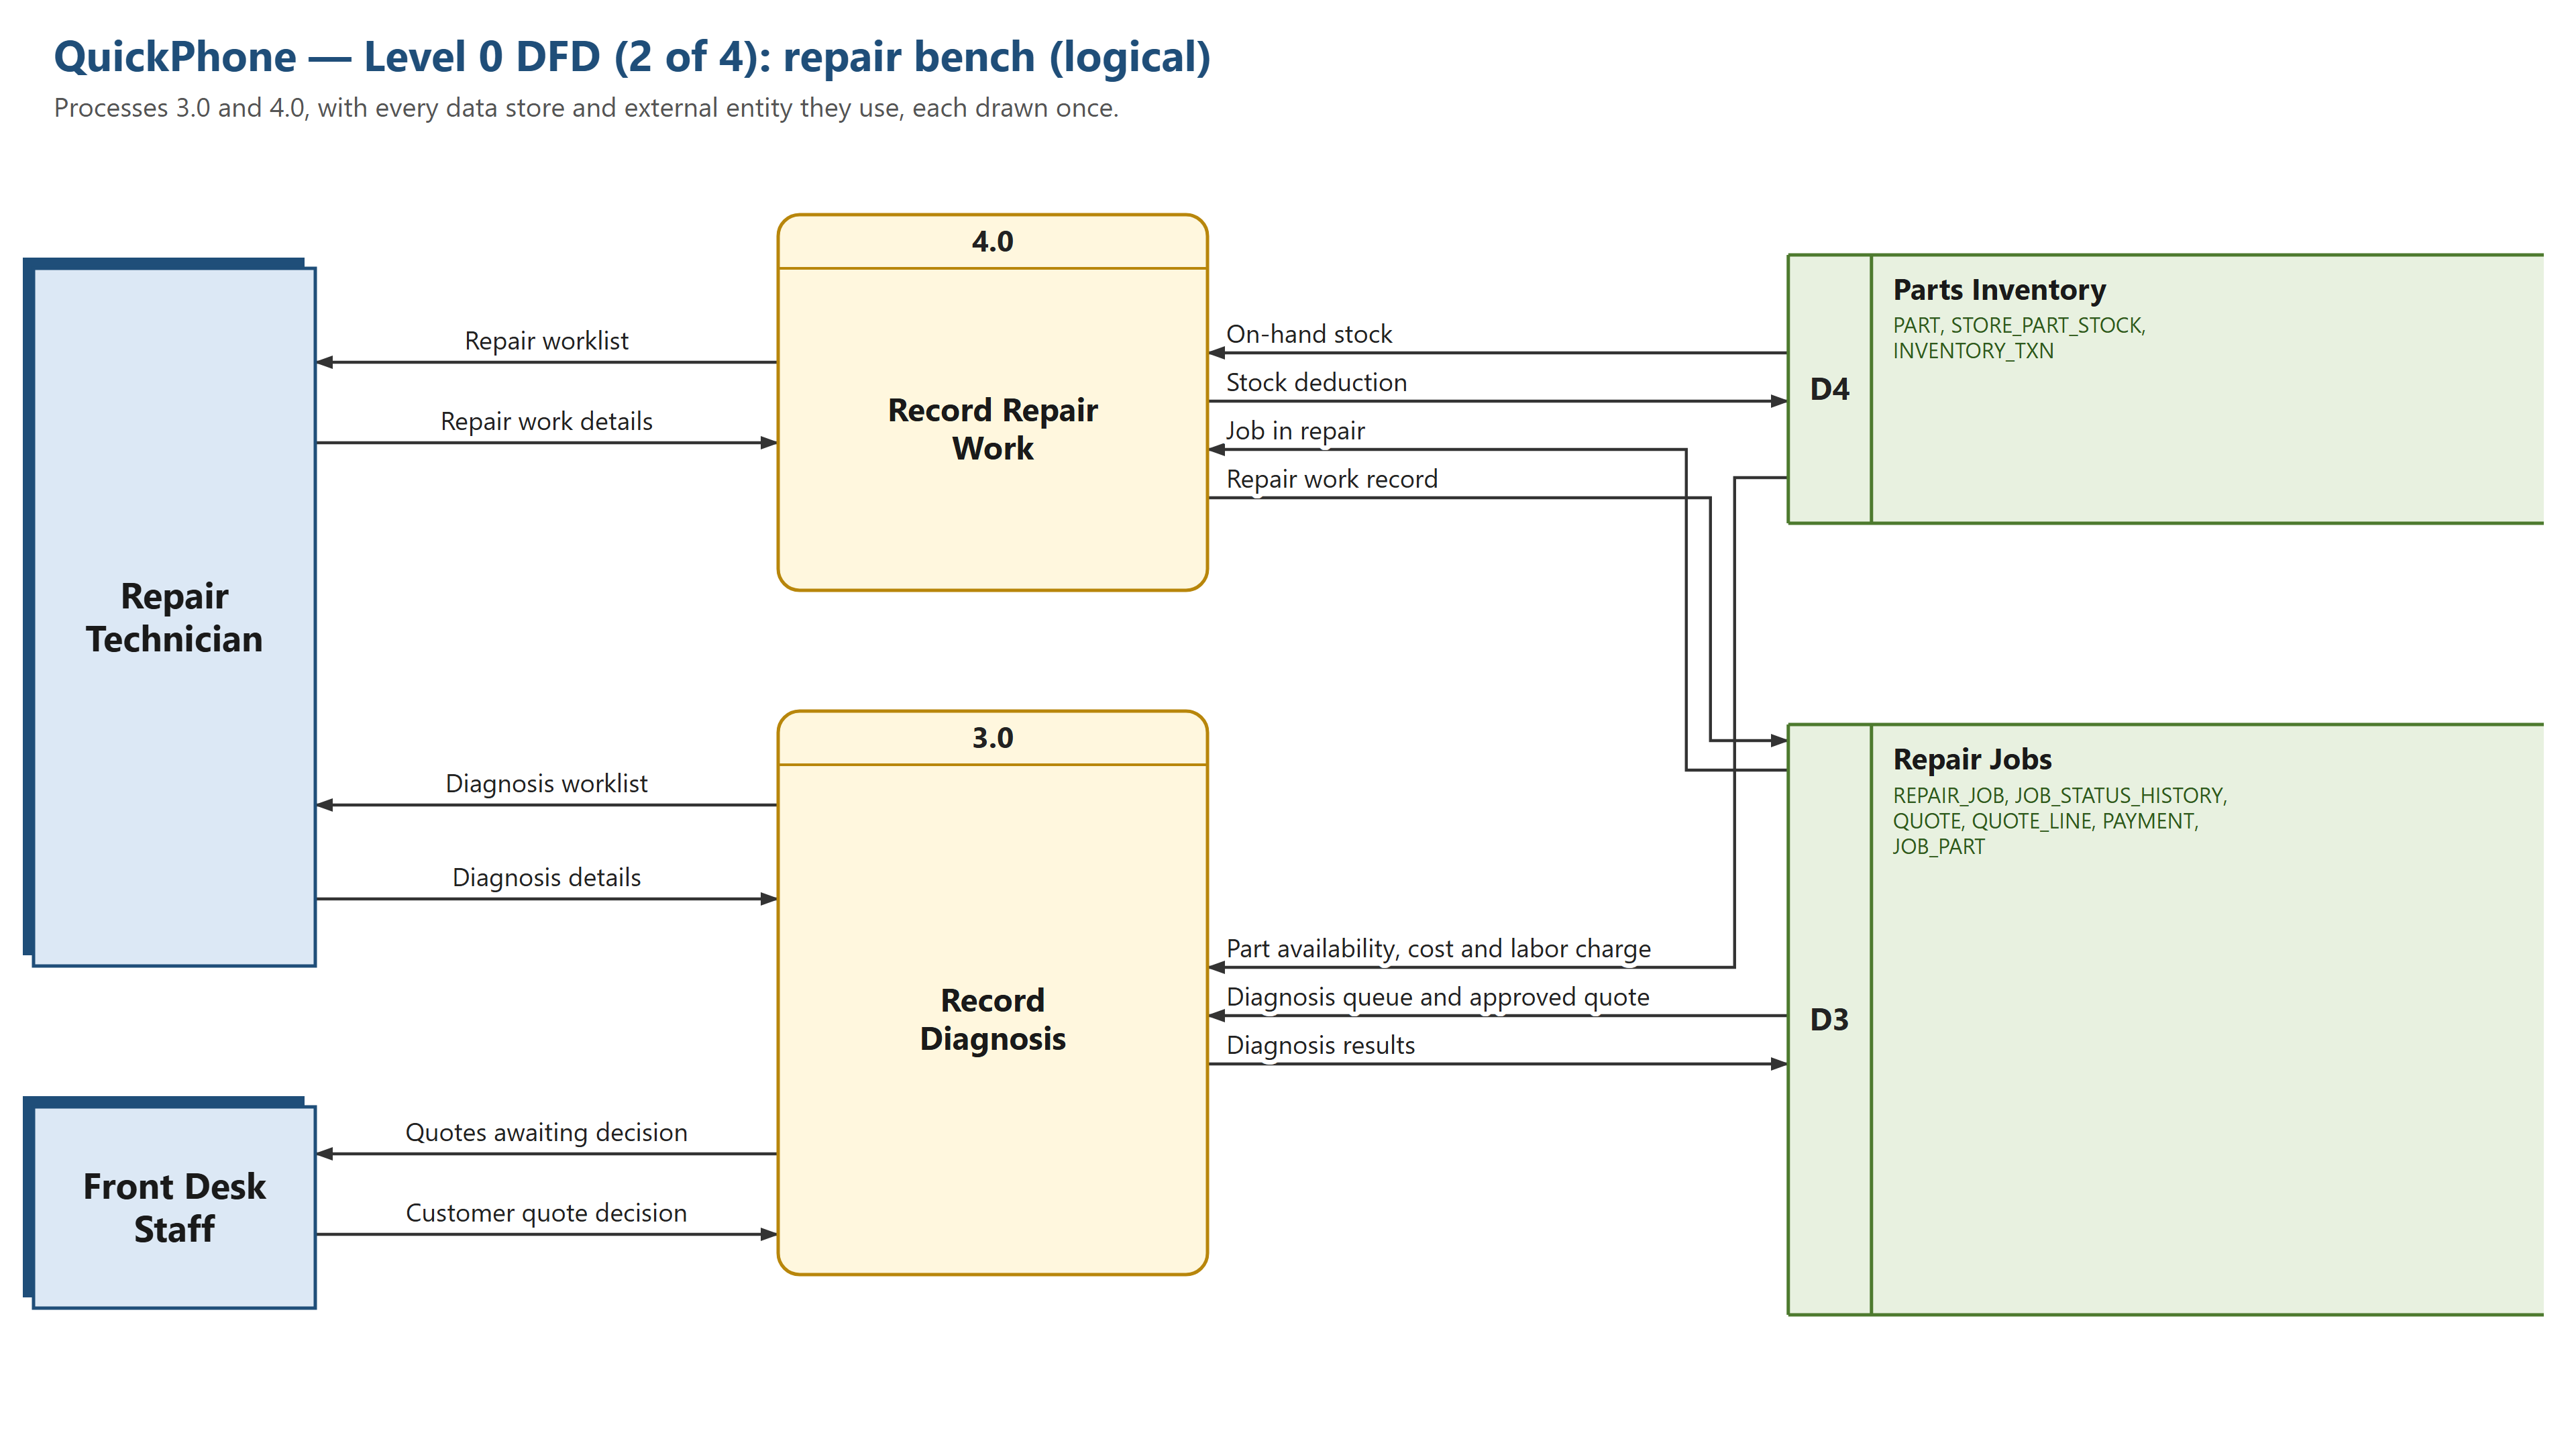 QuickPhone — Level 0 DFD (2 of 4): repair bench (logical)
Processes 3.0 and 4.0, with every data store and external entity they use, each drawn once.
Repair
Technician
Front Desk
Staff
Repair worklist
Repair work details
Diagnosis worklist
Diagnosis details
Quotes awaiting decision
Customer quote decision
4.0
Record Repair
Work
3.0
Record
Diagnosis
On-hand stock
Stock deduction
Job in repair
Repair work record
Part availability, cost and labor charge
Diagnosis queue and approved quote
Diagnosis results
D4
Parts Inventory
PART, STORE_PART_STOCK,
INVENTORY_TXN
D3
Repair Jobs
REPAIR_JOB, JOB_STATUS_HISTORY,
QUOTE, QUOTE_LINE, PAYMENT,
JOB_PART